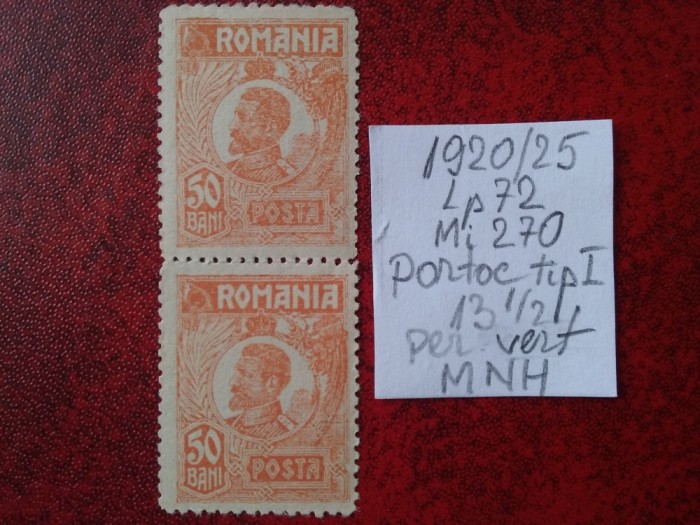 ROMANIA
50
BANI
POSTA
ROMANIA
50
BANI
POSTA
1920/25
Lp 72
Mi 270
Portoc tip I
13 1/2
per. vert
MNH